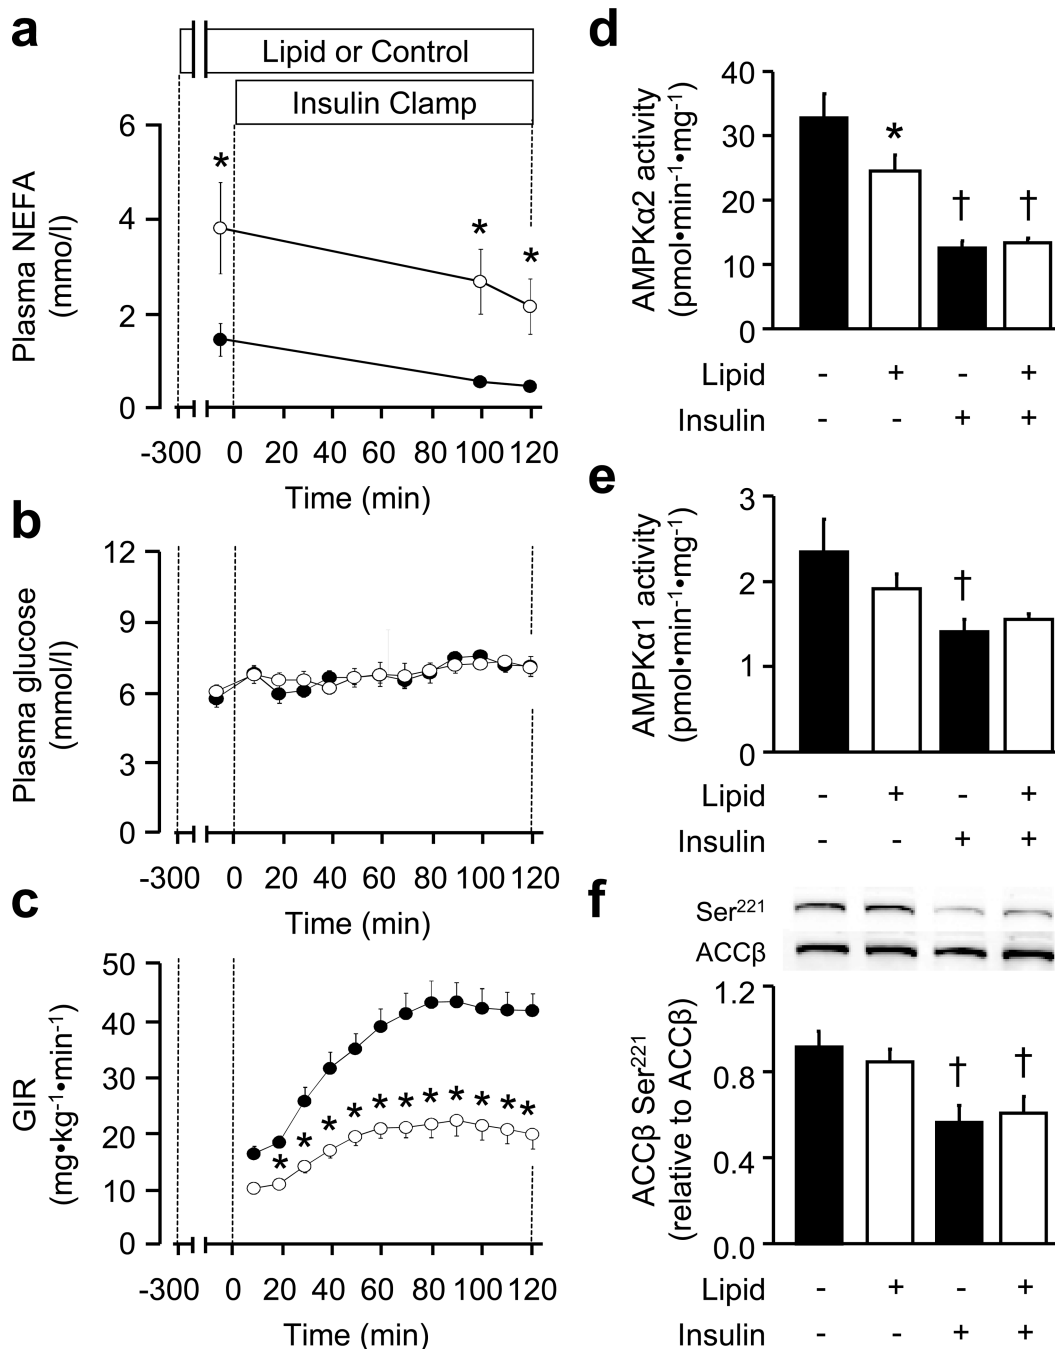 a
Lipid or Control
Insulin Clamp
Plasma NEFA
(mmo/l)
6
4
2
0
*
*
*
-300 0 20 40 60 80 100 120
Time (min)
b
Plasma glucose
(mmol/l)
12
9
6
3
0
-300 0 20 40 60 80 100 120
Time (min)
c
GIR
(mg•kg⁻¹•min⁻¹)
50
40
30
20
10
0
* * * * * * * * * * *
-300 0 20 40 60 80 100 120
Time (min)
d
AMPKα2 activity
(pmol•min⁻¹•mg⁻¹)
40
30
20
10
0
* † †
Lipid - + - +
Insulin - - + +
e
AMPKα1 activity
(pmol•min⁻¹•mg⁻¹)
3
2
1
0
†
Lipid - + - +
Insulin - - + +
f
Ser²²¹
ACCβ
ACCβ Ser²²¹
(relative to ACCβ)
1.2
0.8
0.4
0.0
† †
Lipid - + - +
Insulin - - + +